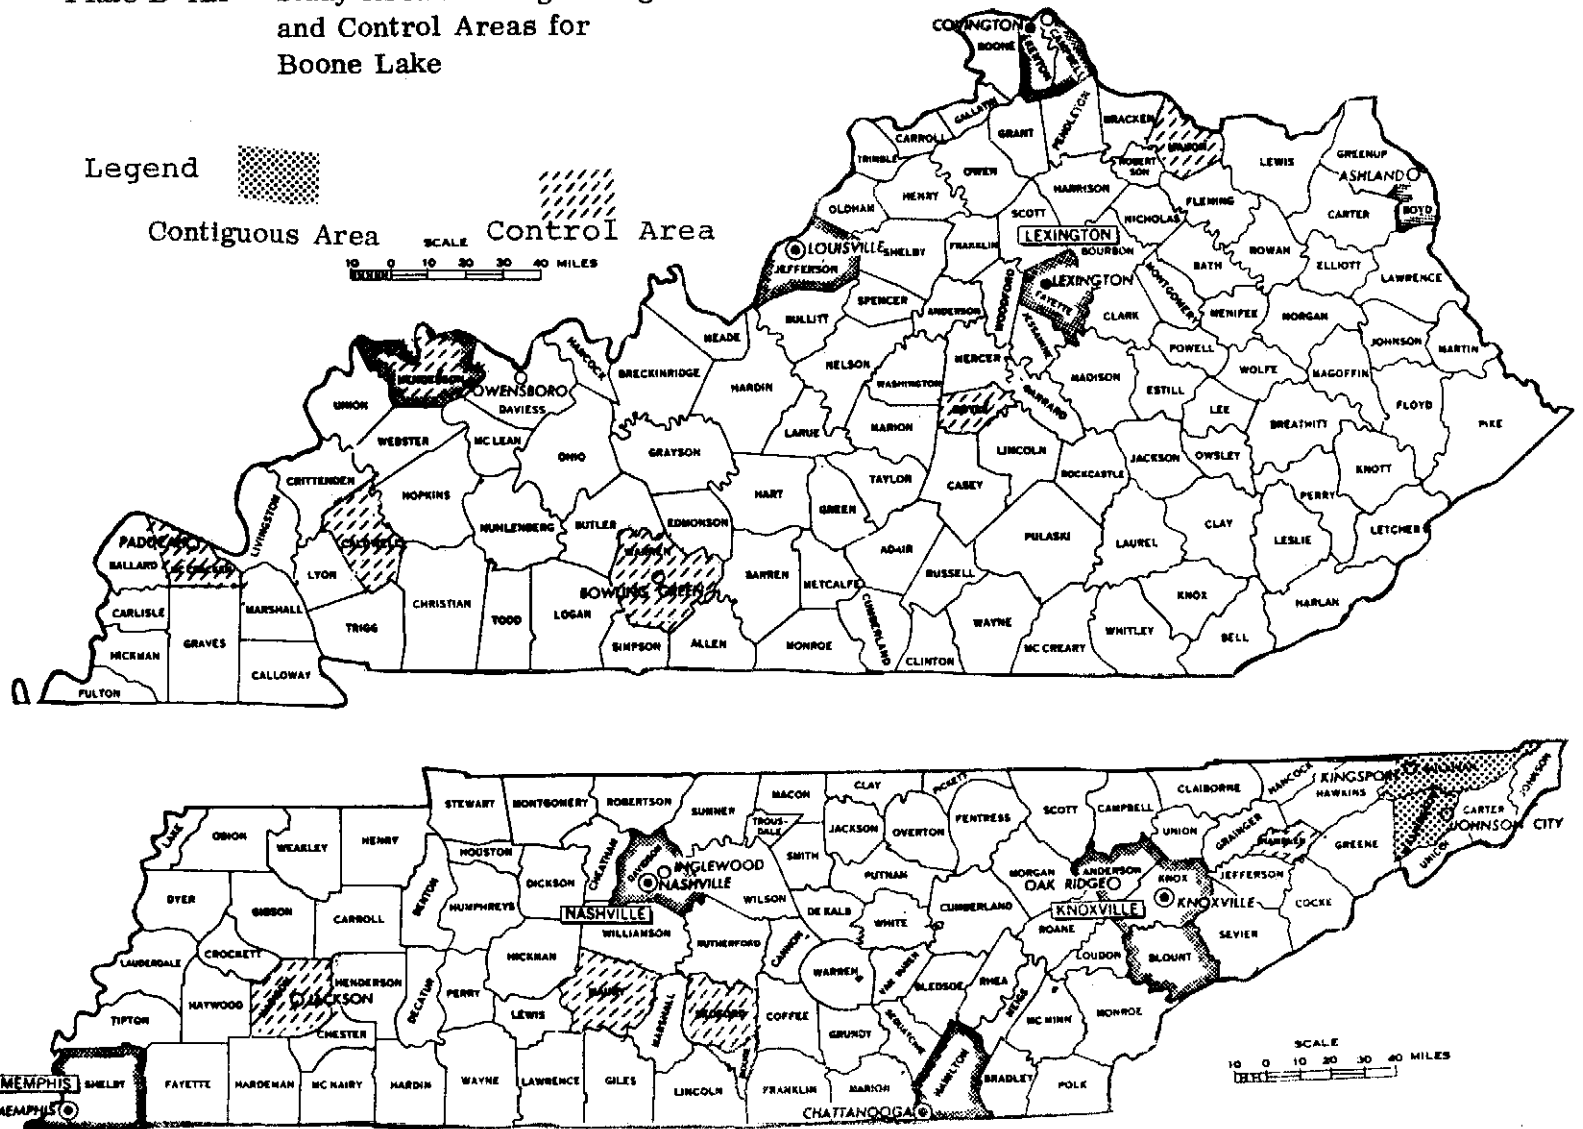 and Control Areas for
Boone Lake
Legend
Contiguous Area
Control Area
SCALE
10 0 10 20 30 40 MILES
COVINGTON
BOONE
KENTON
CAMPBELL
GALLATIN
CARROLL
TRIMBLE
GRANT
PENDLETON
BRACKEN
MASON
ROBERT
SON
LEWIS
GREENUP
ASHLAND
BOYD
CARTER
OWEN
HENRY
OLDHAM
HARRISON
SCOTT
NICHOLAS
FLEMING
ROWAN
ELLIOTT
LAWRENCE
LOUISVILLE
JEFFERSON
SHELBY
FRANKLIN
LEXINGTON
BOURBON
BATH
LEXINGTON
FAYETTE
WOODFORD
MONTGOMERY
SPENCER
ANDERSON
BULLITT
JESSAMINE
CLARK
MENIFEE
MORGAN
JOHNSON
MARTIN
MEADE
HANCOCK
BRECKINRIDGE
HARDIN
NELSON
WASHINGTON
MERCER
POWELL
WOLFE
MAGOFFIN
MADISON
ESTILL
LEE
GARRARD
BOYLE
HENDERSON
OWENSBORO
DAVIESS
UNION
WEBSTER
MC LEAN
OHIO
GRAYSON
LARUE
MARION
LINCOLN
ROCKCASTLE
JACKSON
OWSLEY
BREATHITT
FLOYD
PIKE
KNOTT
PERRY
LETCHER
CRITTENDEN
HOPKINS
LIVINGSTON
MUHLENBERG
BUTLER
EDMONSON
HART
GREEN
TAYLOR
CASEY
PULASKI
LAUREL
CLAY
LESLIE
PADUCAH
BALLARD
MC CRACKEN
CALDWELL
LYON
WARREN
BOWLING GREEN
BARREN
METCALFE
ADAIR
RUSSELL
CARLISLE
MARSHALL
CHRISTIAN
TODD
LOGAN
TRIGG
GRAVES
HICKMAN
CALLOWAY
FULTON
SIMPSON
ALLEN
MONROE
CUMBERLAND
CLINTON
WAYNE
MC CREARY
WHITLEY
KNOX
BELL
HARLAN
STEWART
MONTGOMERY
ROBERTSON
SUMNER
MACON
CLAY
PICKETT
SCOTT
CAMPBELL
CLAIBORNE
HANCOCK
KINGSPORT
HAWKINS
SULLIVAN
JOHNSON
CARTER
JOHNSON CITY
WASHINGTON
UNICOI
GREENE
LAKE
OBION
WEAKLEY
HENRY
HOUSTON
CHEATHAM
DAVIDSON
INGLEWOOD
NASHVILLE
TROUS-
DALE
JACKSON
OVERTON
FENTRESS
UNION
GRAINGER
HAMBLEN
JEFFERSON
COCKE
SMITH
PUTNAM
MORGAN
ANDERSON
OAK RIDGE
KNOX
KNOXVILLE
DYER
GIBSON
CARROLL
BENTON
HUMPHREYS
DICKSON
NASHVILLE
WILSON
DE KALB
WHITE
CUMBERLAND
KNOXVILLE
ROANE
LOUDON
BLOUNT
SEVIER
WILLIAMSON
RUTHERFORD
CANNON
WARREN
VAN BUREN
BLEDSOE
RHEA
MEIGS
MC MINN
MONROE
LAUDERDALE
CROCKETT
HAYWOOD
MADISON
JACKSON
HENDERSON
CHESTER
DECATUR
PERRY
HICKMAN
LEWIS
MAURY
MARSHALL
BEDFORD
MOORE
COFFEE
GRUNDY
SEQUATCHIE
TIPTON
MEMPHIS
SHELBY
MEMPHIS
FAYETTE
HARDEMAN
MC NAIRY
HARDIN
WAYNE
LAWRENCE
GILES
LINCOLN
FRANKLIN
MARION
CHATTANOOGA
HAMILTON
BRADLEY
POLK
SCALE
10 0 10 20 30 40 MILES